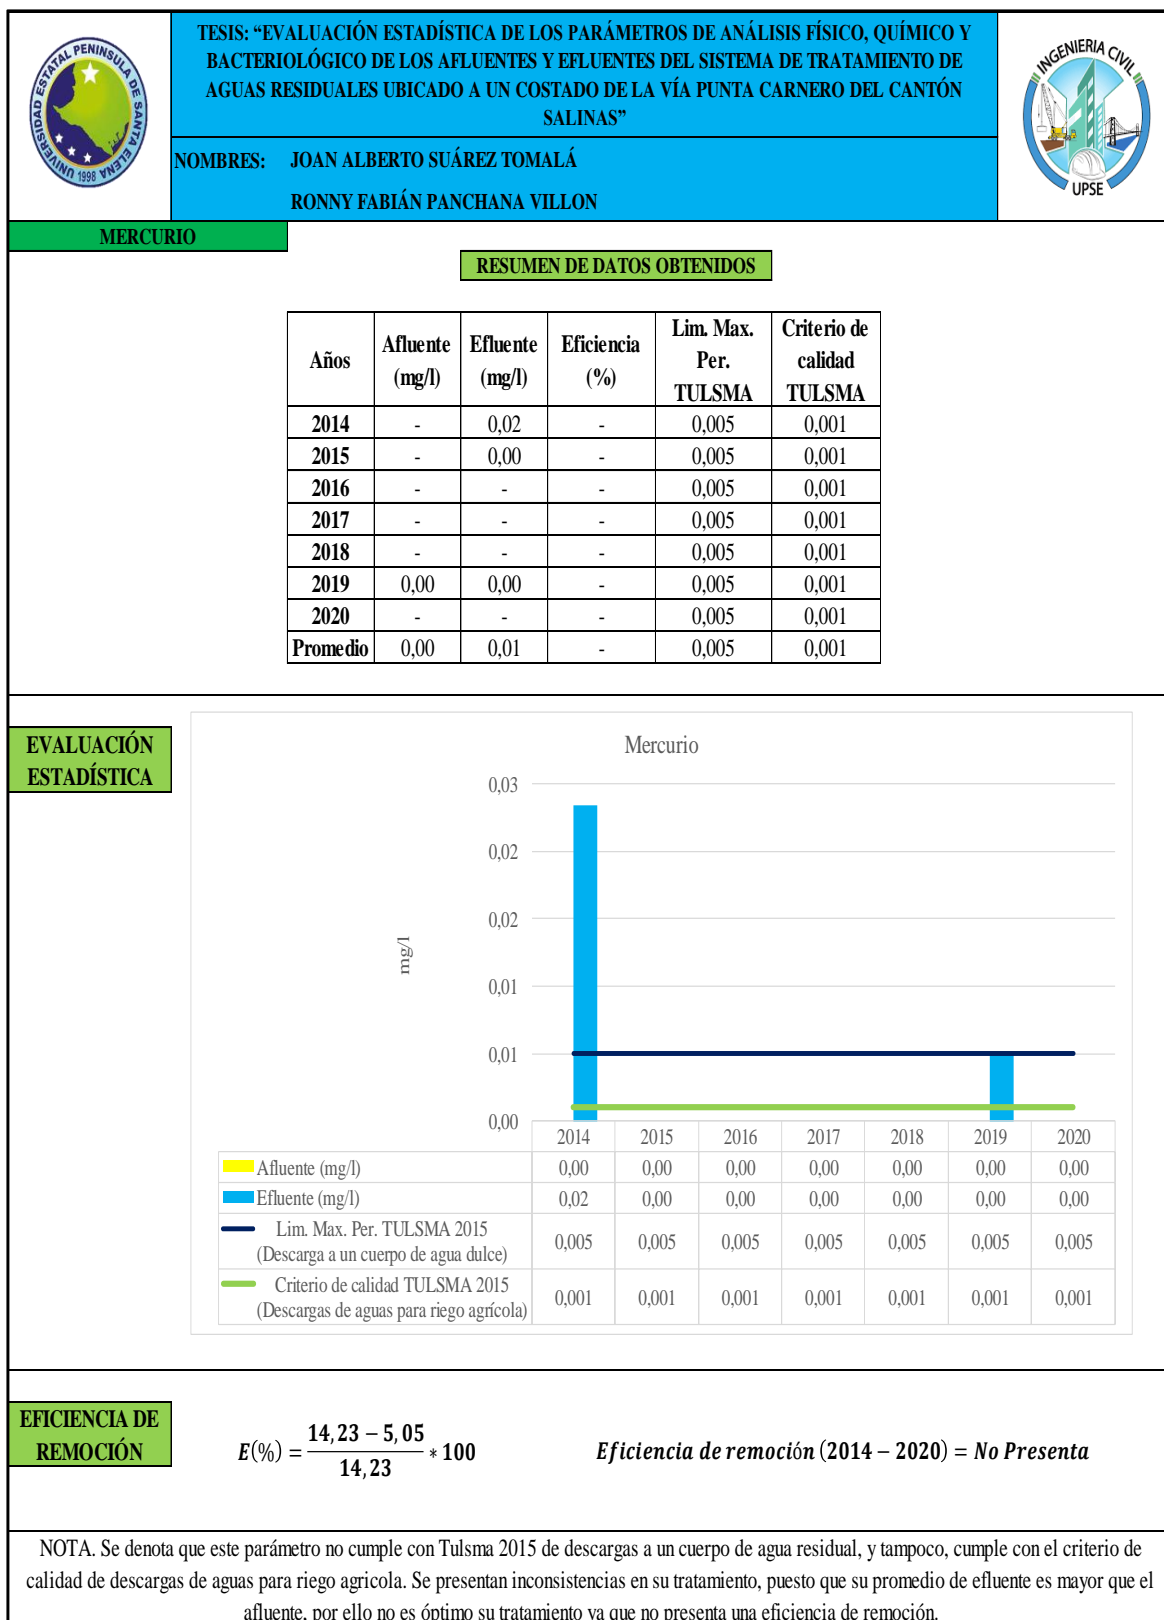 TESIS: “EVALUACIÓN ESTADÍSTICA DE LOS PARÁMETROS DE ANÁLISIS FÍSICO, QUÍMICO Y
BACTERIOLÓGICO DE LOS AFLUENTES Y EFLUENTES DEL SISTEMA DE TRATAMIENTO DE
AGUAS RESIDUALES UBICADO A UN COSTADO DE LA VÍA PUNTA CARNERO DEL CANTÓN
SALINAS”
UNIVERSIDAD ESTATAL PENINSULA DE SANTA ELENA
1998
INGENIERIA CIVIL
UPSE
NOMBRES: JOAN ALBERTO SUÁREZ TOMALÁ
RONNY FABIÁN PANCHANA VILLON
MERCURIO
RESUMEN DE DATOS OBTENIDOS
Años Afluente (mg/l) Efluente (mg/l) Eficiencia (%) Lim. Max. Per. TULSMA Criterio de calidad TULSMA
2014 - 0,02 - 0,005 0,001
2015 - 0,00 - 0,005 0,001
2016 - - - 0,005 0,001
2017 - - - 0,005 0,001
2018 - - - 0,005 0,001
2019 0,00 0,00 - 0,005 0,001
2020 - - - 0,005 0,001
Promedio 0,00 0,01 - 0,005 0,001
EVALUACIÓN
ESTADÍSTICA
Mercurio
mg/l
0,03
0,02
0,02
0,01
0,01
0,00
2014 2015 2016 2017 2018 2019 2020
Afluente (mg/l) 0,00 0,00 0,00 0,00 0,00 0,00 0,00
Efluente (mg/l) 0,02 0,00 0,00 0,00 0,00 0,00 0,00
Lim. Max. Per. TULSMA 2015
(Descarga a un cuerpo de agua dulce) 0,005 0,005 0,005 0,005 0,005 0,005 0,005
Criterio de calidad TULSMA 2015
(Descargas de aguas para riego agrícola) 0,001 0,001 0,001 0,001 0,001 0,001 0,001
EFICIENCIA DE
REMOCIÓN
E(%) = (14,23 − 5,05) / 14,23 ∗ 100
Eficiencia de remoción (2014 − 2020) = No Presenta
NOTA. Se denota que este parámetro no cumple con Tulsma 2015 de descargas a un cuerpo de agua residual, y tampoco, cumple con el criterio de
calidad de descargas de aguas para riego agricola. Se presentan inconsistencias en su tratamiento, puesto que su promedio de efluente es mayor que el
afluente, por ello no es óptimo su tratamiento ya que no presenta una eficiencia de remoción.